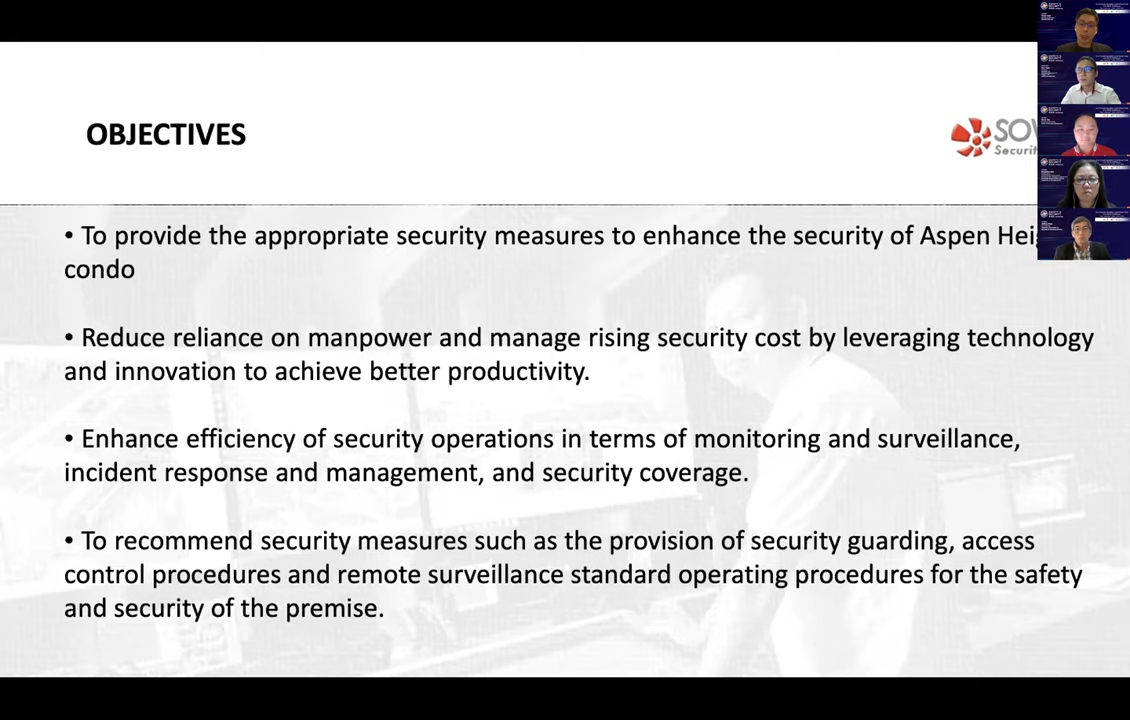 OBJECTIVES
• To provide the appropriate security measures to enhance the security of Aspen
condo
• Reduce reliance on manpower and manage rising security cost by leveraging technology
and innovation to achieve better productivity.
• Enhance efficiency of security operations in terms of monitoring and surveillance,
incident response and management, and security coverage.
• To recommend security measures such as the provision of security guarding, access
control procedures and remote surveillance standard operating procedures for the safety
and security of the premise.